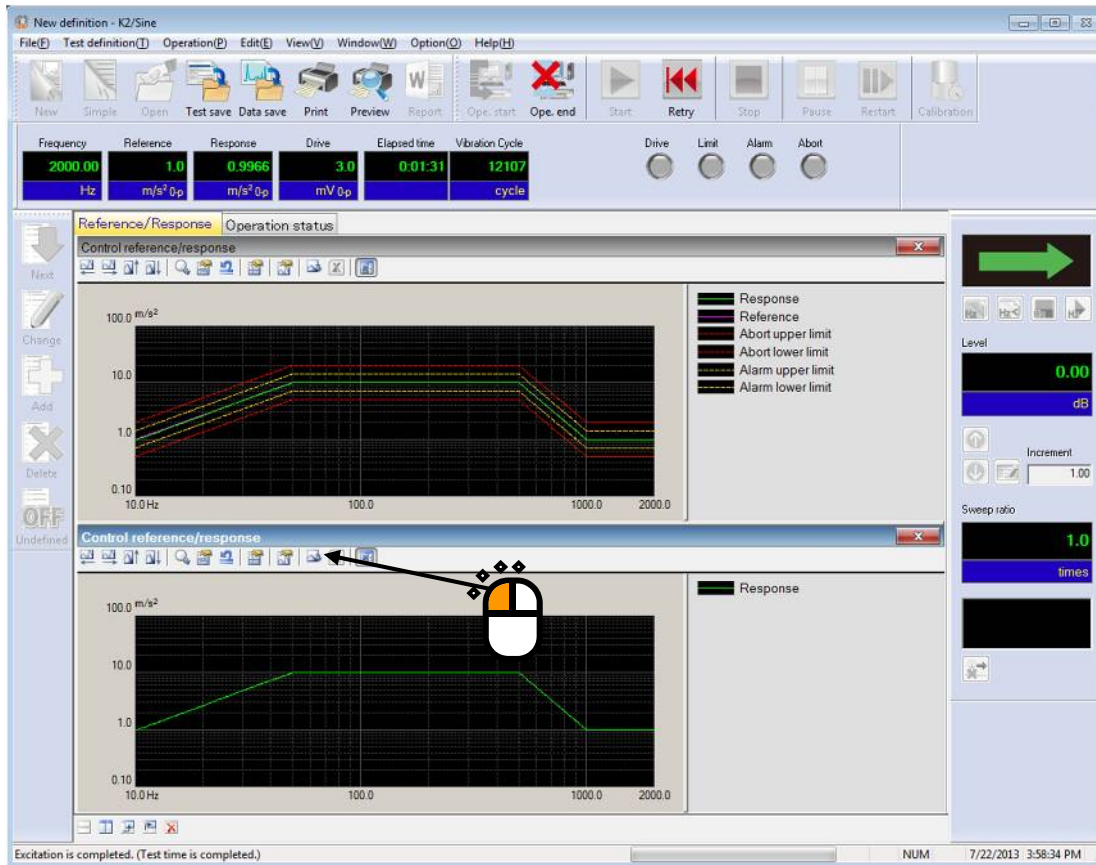 New definition - K2/Sine
File(F) Test definition(T) Operation(P) Edit(E) View(V) Window(W) Option(O) Help(H)
New Simple Open Test save Data save Print Preview Report Ope. start Ope. end Start Retry Stop Pause Restart Calibration
Frequency Reference Response Drive Elapsed time Vibration Cycle Drive Limit Alarm Abort
2000.00 1.0 0.9966 3.0 0:01:31 12107
Hz m/s² 0-p m/s² 0-p mV 0-p cycle
Reference/Response Operation status
Control reference/response
Next
Change
Add
Delete
OFF
Undefined
100.0 m/s²
10.0
1.0
0.10
10.0 Hz 100.0 1000.0 2000.0
Response
Reference
Abort upper limit
Abort lower limit
Alarm upper limit
Alarm lower limit
Control reference/response
100.0 m/s²
10.0
1.0
0.10
10.0 Hz 100.0 1000.0 2000.0
Response
Level
0.00
dB
Increment
1.00
Sweep ratio
1.0
times
Excitation is completed. (Test time is completed.) NUM 7/22/2013 3:58:34 PM